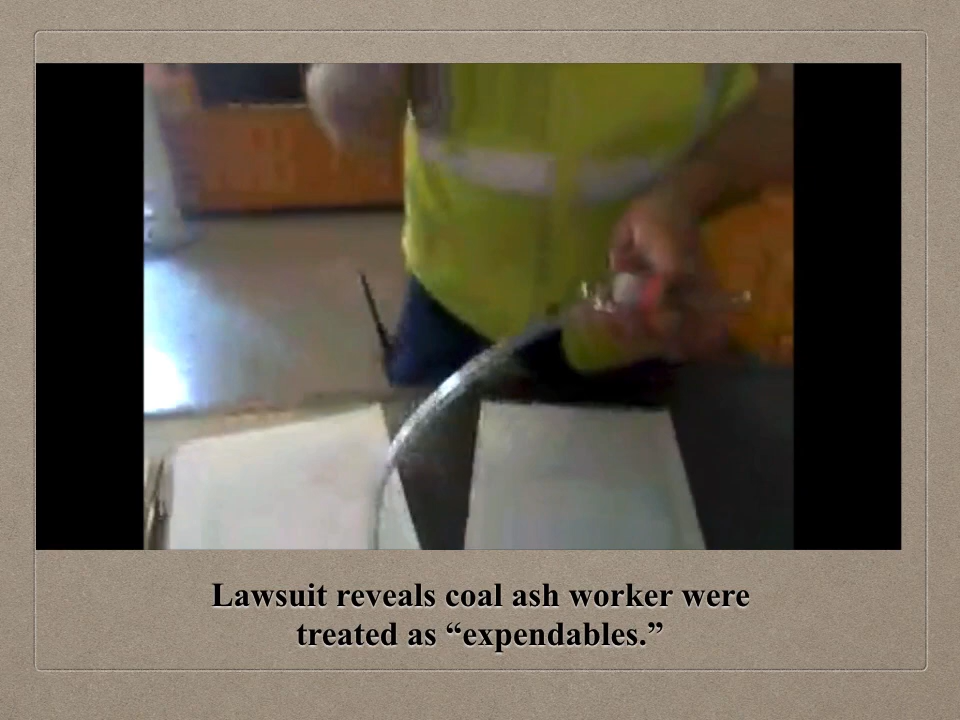 Lawsuit reveals coal ash worker were
treated as “expendables.”